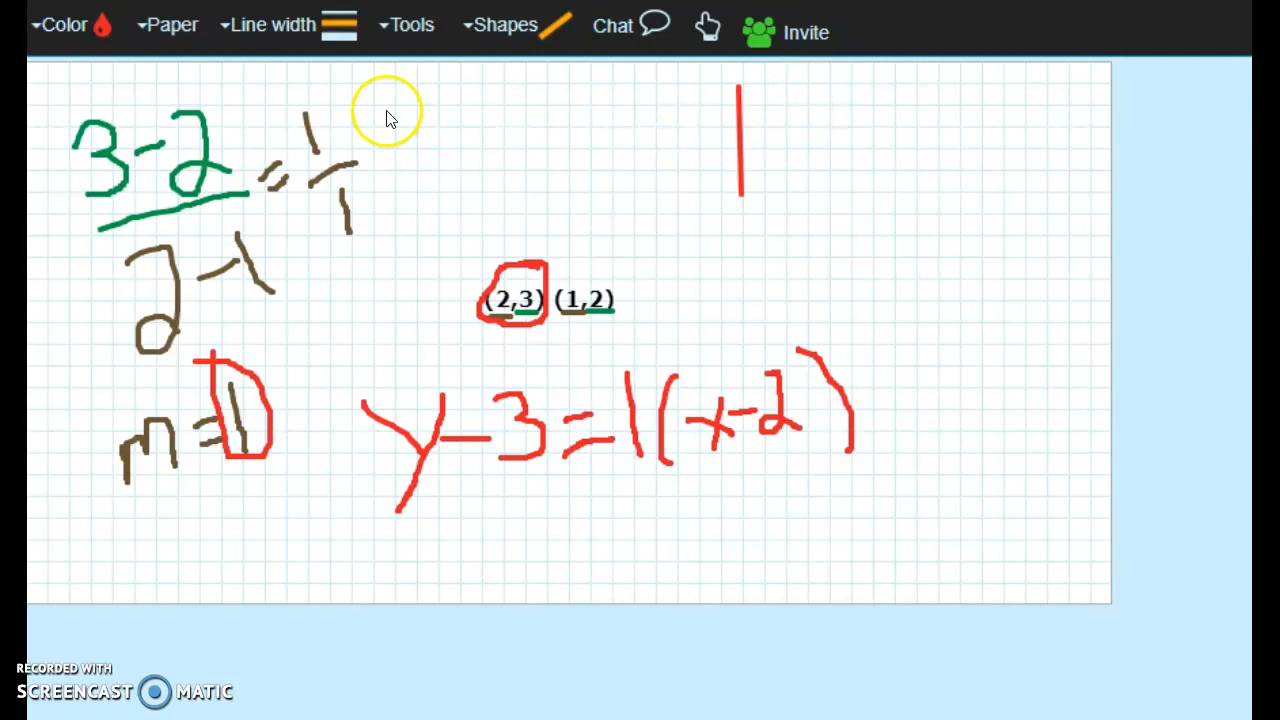 Color Paper Line width Tools Shapes Chat Invite
3-2
2-1
=1/1
(2,3) (1,2)
m=1
y-3=1(x-2)
RECORDED WITH
SCREENCAST MATIC